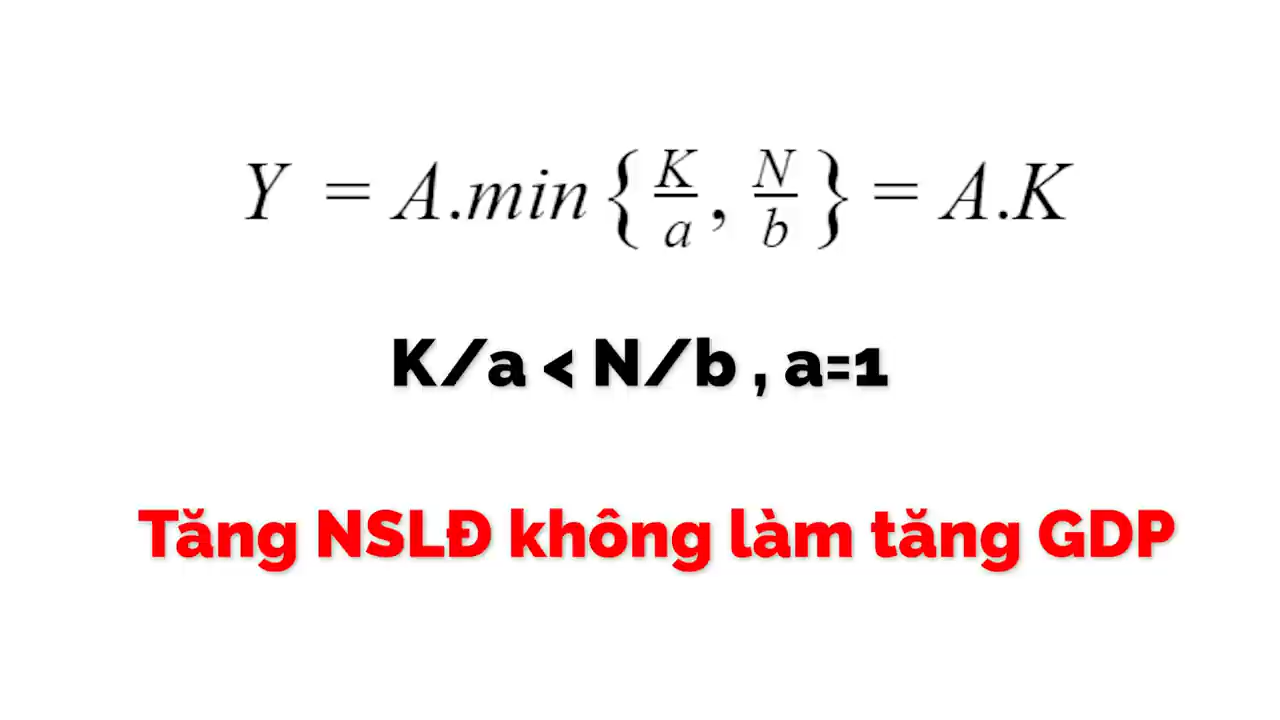 Y = A.min {K/a, N/b} = A.K
K/a < N/b , a=1
Tăng NSLĐ không làm tăng GDP